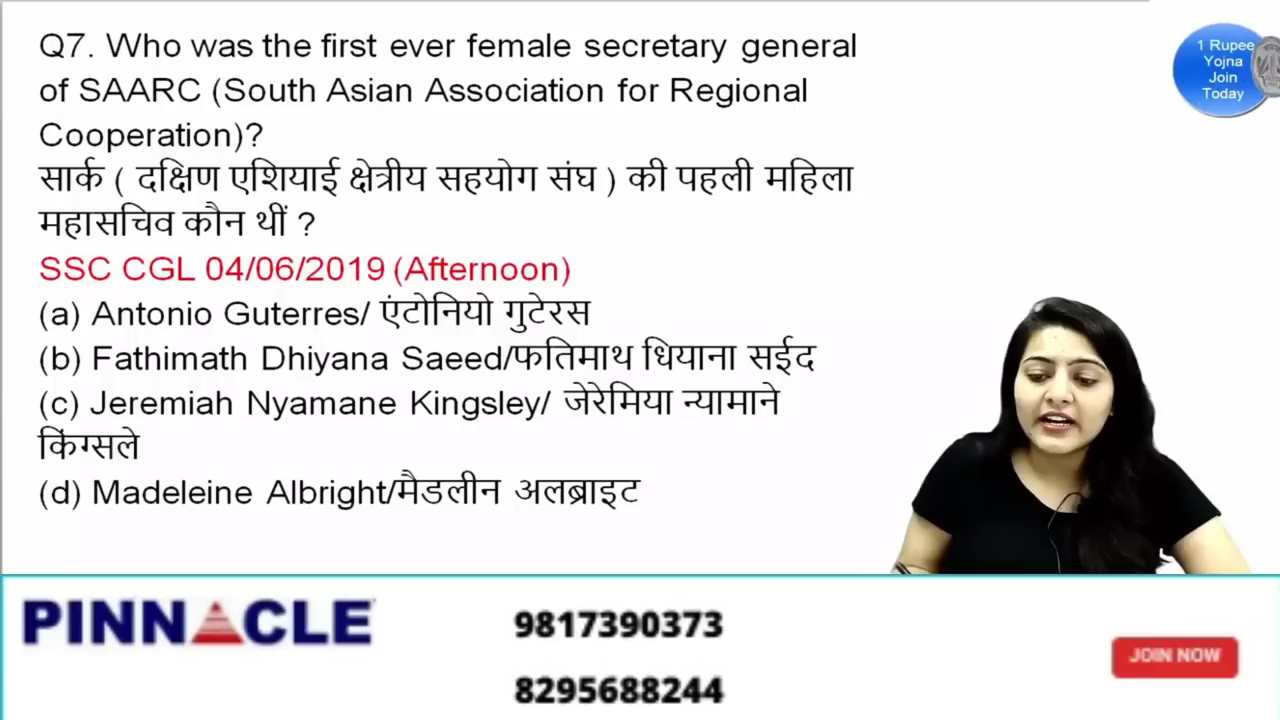 Q7. Who was the first ever female secretary general
of SAARC (South Asian Association for Regional
Cooperation)?
सार्क ( दक्षिण एशियाई क्षेत्रीय सहयोग संघ ) की पहली महिला
महासचिव कौन थीं ?
SSC CGL 04/06/2019 (Afternoon)
(a) Antonio Guterres/ एंटोनियो गुटेरस
(b) Fathimath Dhiyana Saeed/फतिमाथ धियाना सईद
(c) Jeremiah Nyamane Kingsley/ जेरेमिया न्यामाने
किंग्सले
(d) Madeleine Albright/मैडलीन अलब्राइट
1 Rupee
Yojna
Join
Today
PINNACLE
9817390373
8295688244
JOIN NOW